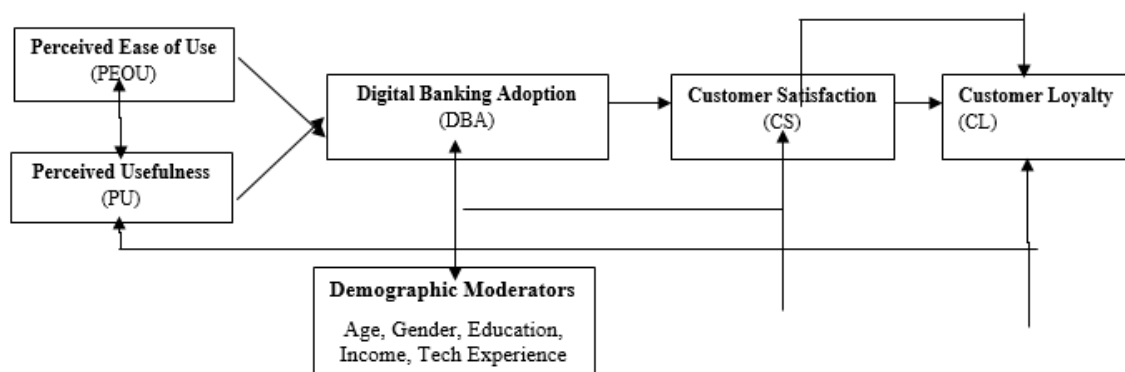 Perceived Ease of Use
(PEOU)
Perceived Usefulness
(PU)
Digital Banking Adoption
(DBA)
Customer Satisfaction
(CS)
Customer Loyalty
(CL)
Demographic Moderators
Age, Gender, Education,
Income, Tech Experience